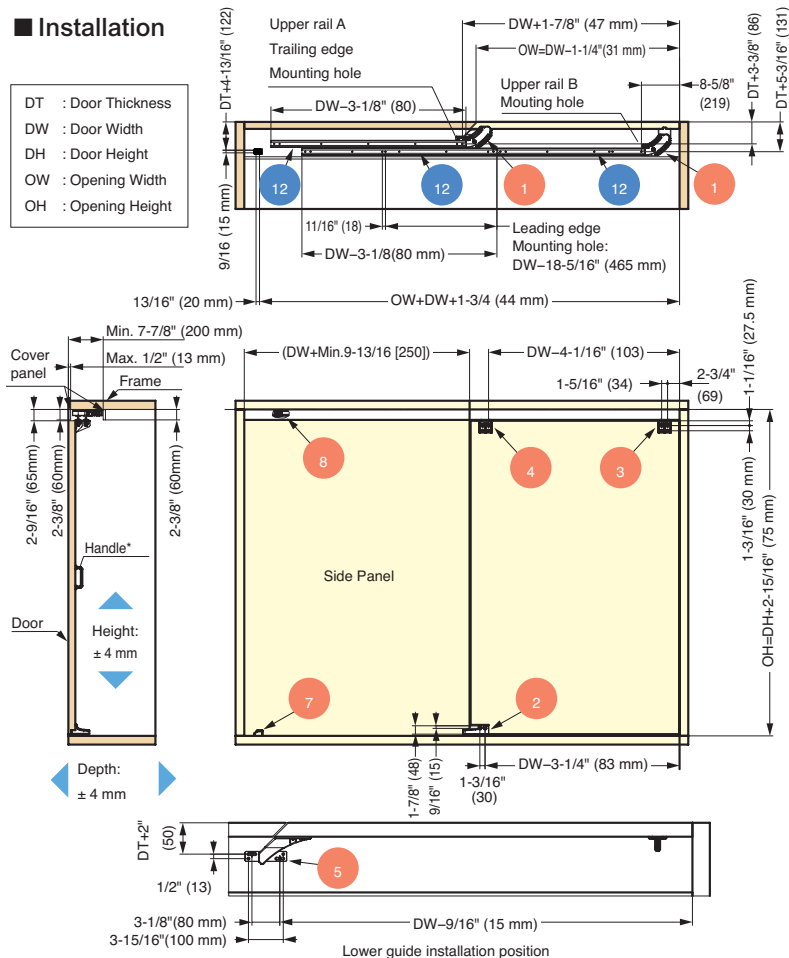 ■ Installation
DT : Door Thickness
DW : Door Width
DH : Door Height
OW : Opening Width
OH : Opening Height
Upper rail A
Trailing edge
Mounting hole
DW+1-7/8" (47 mm)
OW=DW−1-1/4"(31 mm)
Upper rail B
Mouting hole
8-5/8"
(219)
DT+3-3/8" (86)
DT+5-3/16" (131)
DT+4-13/16" (122)
DW−3-1/8" (80)
9/16 (15 mm)
12
12
1
12
1
11/16" (18)
Leading edge
Mounting hole:
DW−18-5/16" (465 mm)
DW−3-1/8(80 mm)
13/16" (20 mm)
OW+DW+1-3/4 (44 mm)
Min. 7-7/8" (200 mm)
Max. 1/2" (13 mm)
Cover
panel
Frame
2-9/16" (65mm)
2-3/8" (60mm)
2-3/8" (60mm)
Handle*
Door
Height:
± 4 mm
Depth:
± 4 mm
(DW+Min.9-13/16 [250])
DW−4-1/16" (103)
1-5/16" (34)
2-3/4"
(69)
1-1/16" (27.5 mm)
1-3/16" (30 mm)
OH=DH+2-15/16" (75 mm)
8
4
3
Side Panel
7
2
1-7/8" (48)
9/16" (15)
1-3/16"
(30)
DW−3-1/4" (83 mm)
DT+2"
(50)
1/2" (13)
5
3-1/8"(80 mm)
3-15/16"(100 mm)
DW−9/16" (15 mm)
Lower guide installation position